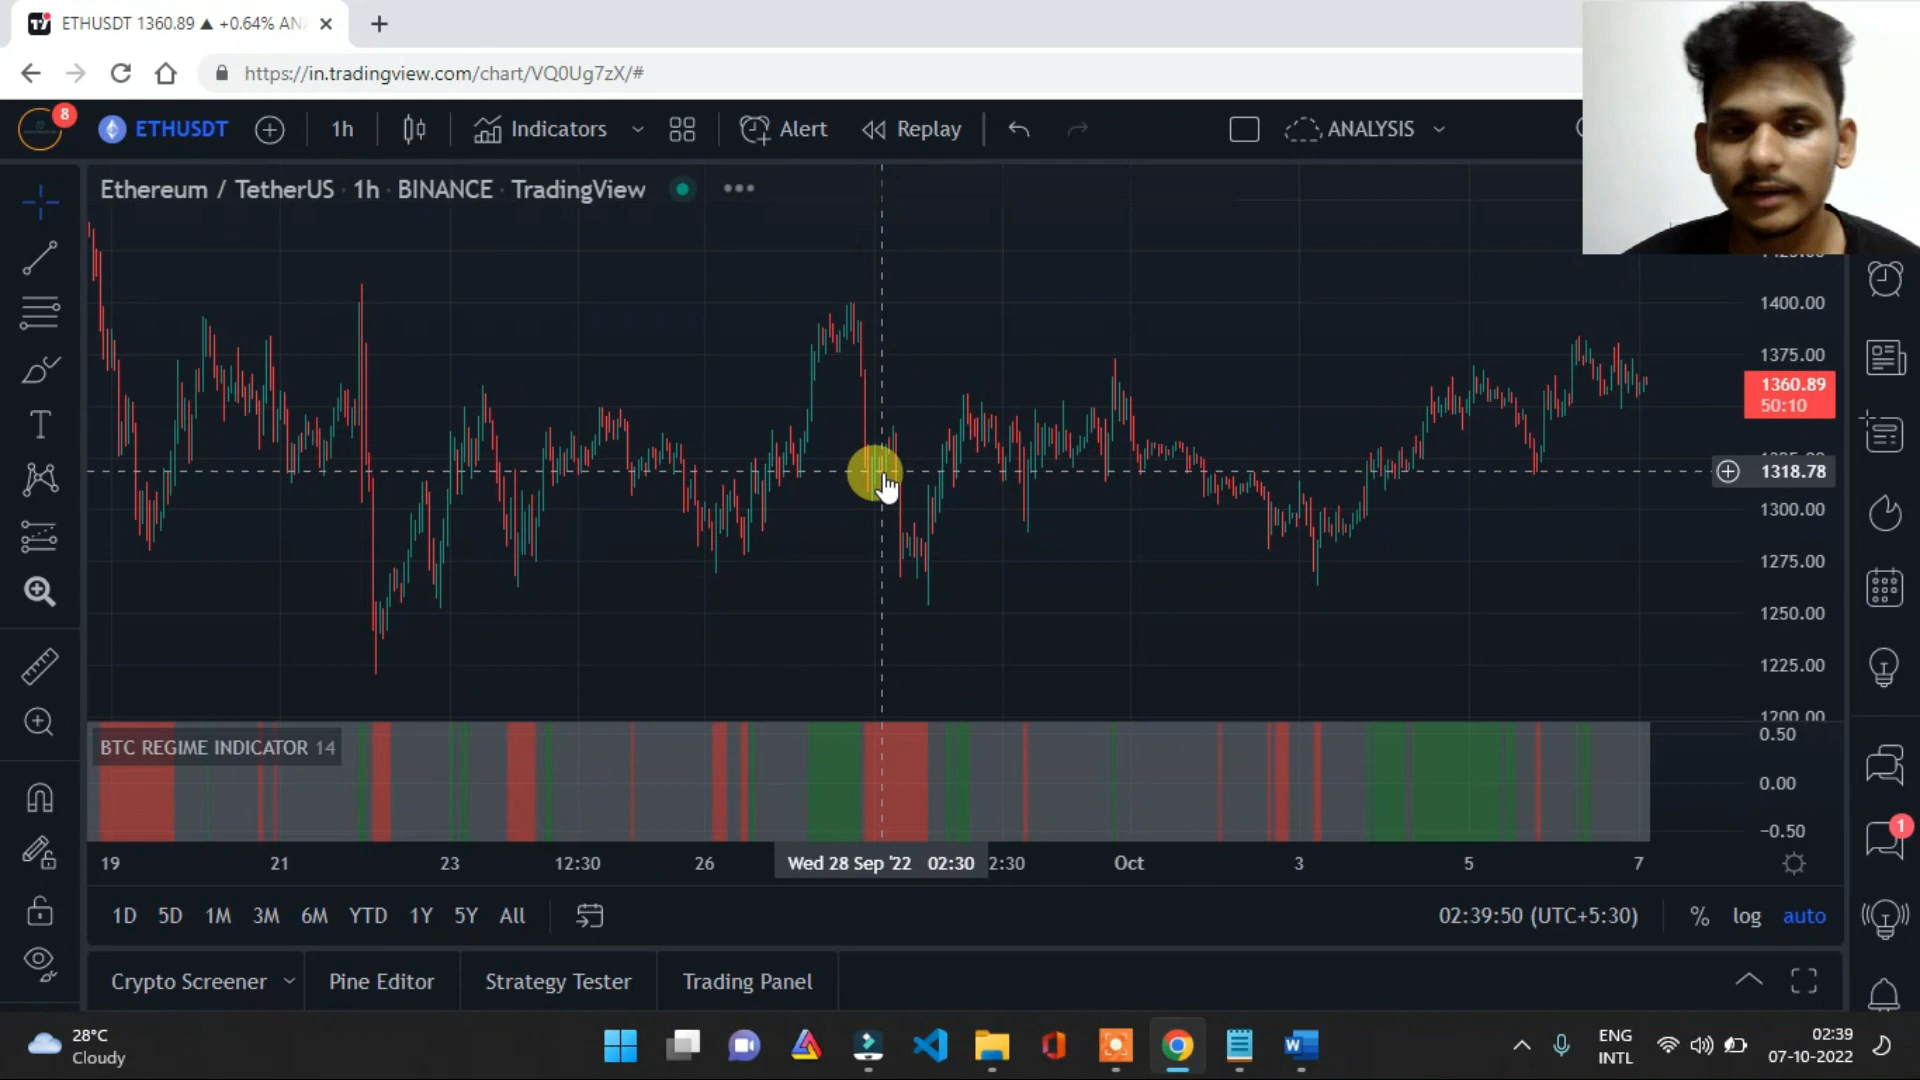 ETHUSDT 1360.89 ▲ +0.64% AN
https://in.tradingview.com/chart/VQ0Ug7zX/#
8
ETHUSDT
1h
Indicators
Alert
Replay
ANALYSIS
Ethereum / TetherUS · 1h · BINANCE · TradingView
1400.00
1375.00
1360.89
50:10
1318.78
1300.00
1275.00
1250.00
1225.00
1200.00
BTC REGIME INDICATOR 14
0.50
0.00
−0.50
19 21 23 12:30 26 Wed 28 Sep '22 02:30 2:30 Oct 3 5 7
1
1D 5D 1M 3M 6M YTD 1Y 5Y All
02:39:50 (UTC+5:30) % log auto
Crypto Screener Pine Editor Strategy Tester Trading Panel
28°C
Cloudy
ENG
INTL
02:39
07-10-2022